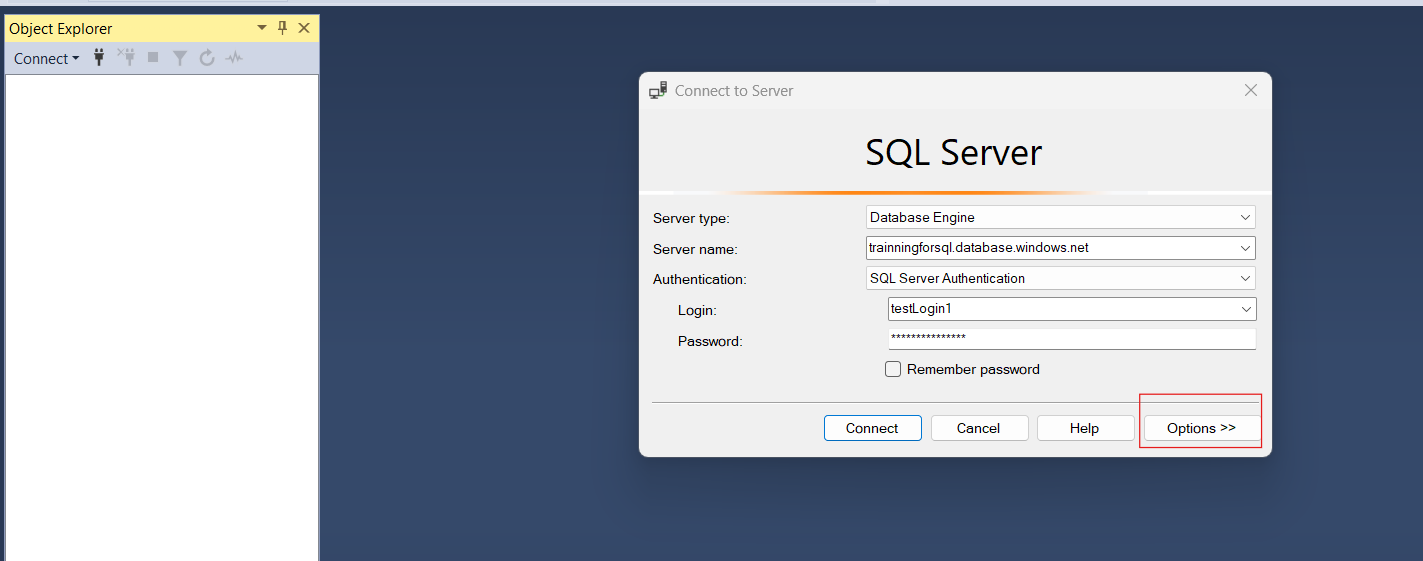 Object Explorer
Connect
Connect to Server
SQL Server
Server type: Database Engine
Server name: trainningforsql.database.windows.net
Authentication: SQL Server Authentication
Login: testLogin1
Password: ***************
Remember password
Connect Cancel Help Options >>